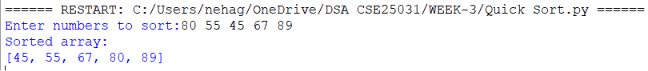 ====== RESTART: C:/Users/nehag/OneDrive/DSA CSE25031/WEEK-3/Quick Sort.py ======
Enter numbers to sort:80 55 45 67 89
Sorted array:
[45, 55, 67, 80, 89]